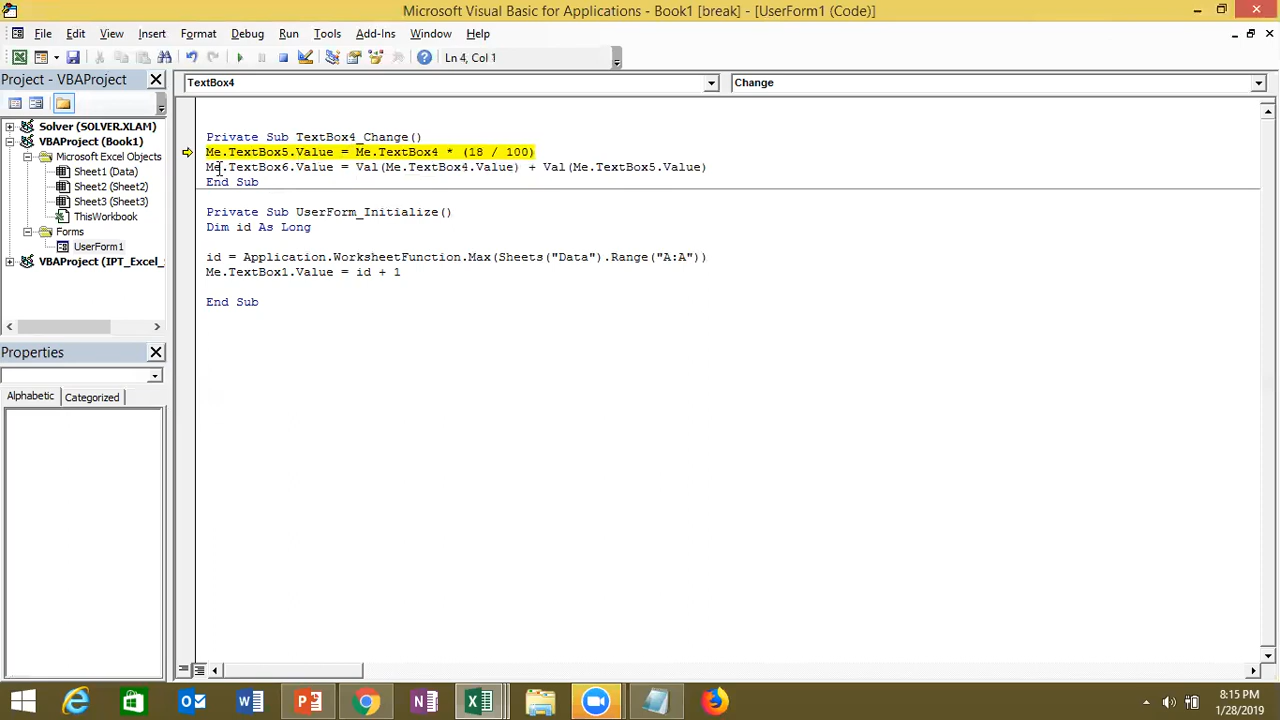 Microsoft Visual Basic for Applications - Book1 [break] - [UserForm1 (Code)]
File Edit View Insert Format Debug Run Tools Add-Ins Window Help
Ln 4, Col 1
Project - VBAProject
TextBox4
Change
Solver (SOLVER.XLAM)
VBAProject (Book1)
Microsoft Excel Objects
Sheet1 (Data)
Sheet2 (Sheet2)
Sheet3 (Sheet3)
ThisWorkbook
Forms
UserForm1
VBAProject (IPT_Excel_S
Private Sub TextBox4_Change()
Me.TextBox5.Value = Me.TextBox4 * (18 / 100)
Me.TextBox6.Value = Val(Me.TextBox4.Value) + Val(Me.TextBox5.Value)
End Sub
Private Sub UserForm_Initialize()
Dim id As Long
id = Application.WorksheetFunction.Max(Sheets("Data").Range("A:A"))
Me.TextBox1.Value = id + 1
End Sub
Properties
Alphabetic Categorized
8:15 PM
1/28/2019